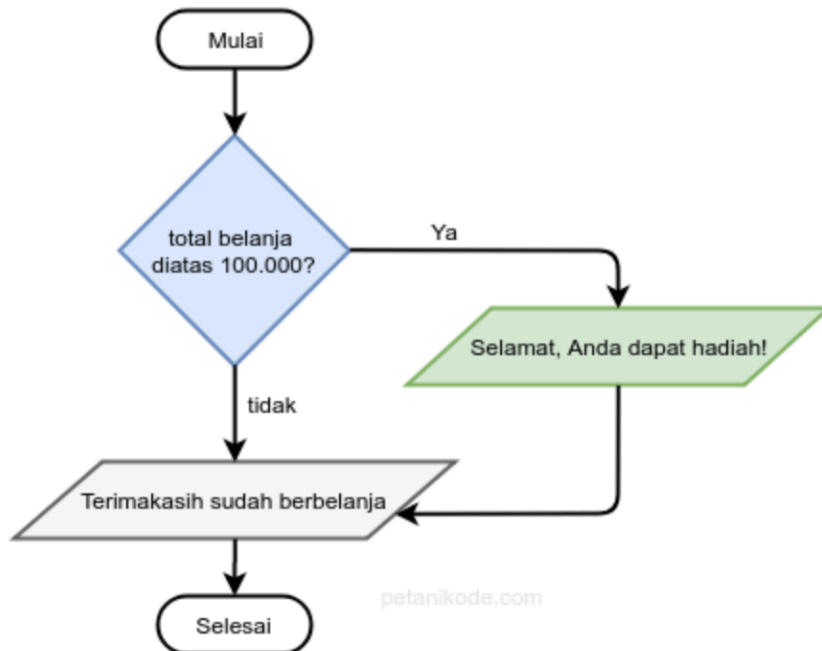 Mulai
total belanja
diatas 100.000?
Ya
Selamat, Anda dapat hadiah!
tidak
Terimakasih sudah berbelanja
petanikode.com
Selesai